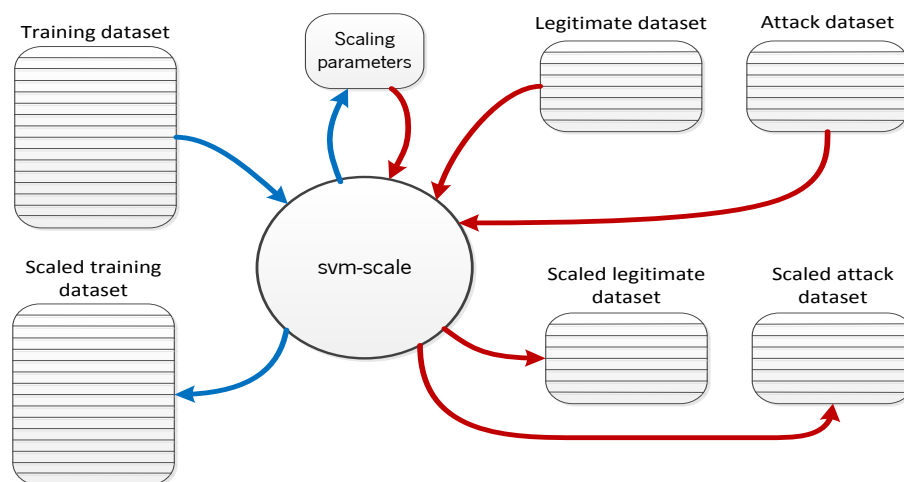 Training dataset
Scaling
parameters
Legitimate dataset
Attack dataset
svm-scale
Scaled training
dataset
Scaled legitimate
dataset
Scaled attack
dataset